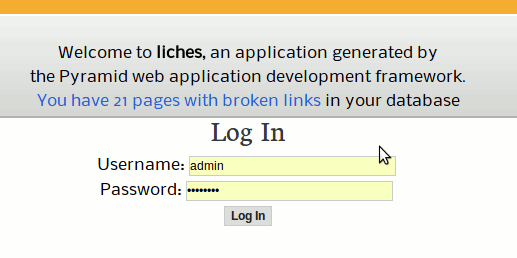 Welcome to liches, an application generated by
the Pyramid web application development framework.
You have 21 pages with broken links in your database
Log In
Username: admin
Password: ••••••••
Log In